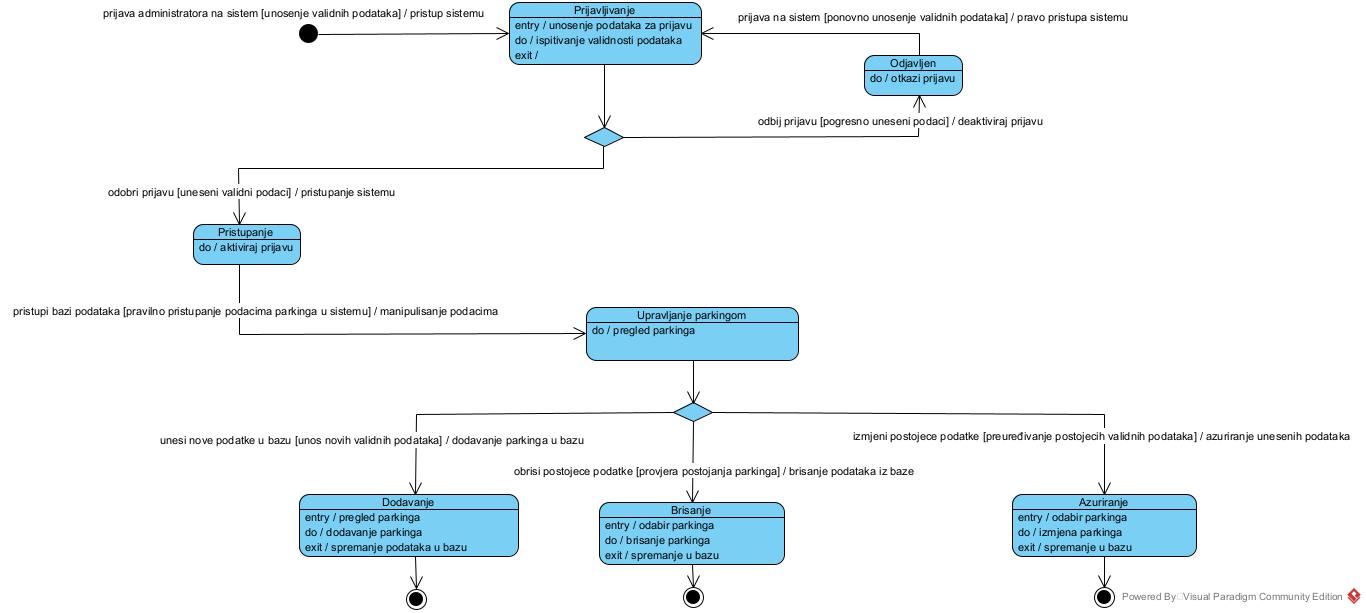 prijava administratora na sistem [unosenje validnih podataka] / pristup sistemu
Prijavljivanje
entry / unosenje podataka za prijavu
do / ispitivanje validnosti podataka
exit /
prijava na sistem [ponovno unosenje validnih podataka] / pravo pristupa sistemu
Odjavljen
do / otkazi prijavu
odbij prijavu [pogresno uneseni podaci] / deaktiviraj prijavu
odobri prijavu [uneseni validni podaci] / pristupanje sistemu
Pristupanje
do / aktiviraj prijavu
pristupi bazi podataka [pravilno pristupanje podacima parkinga u sistemu] / manipulisanje podacima
Upravljanje parkingom
do / pregled parkinga
unesi nove podatke u bazu [unos novih validnih podataka] / dodavanje parkinga u bazu
izmjeni postojece podatke [preuređivanje postojecih validnih podataka] / azuriranje unesenih podataka
obrisi postojece podatke [provjera postojanja parkinga] / brisanje podataka iz baze
Dodavanje
entry / pregled parkinga
do / dodavanje parkinga
exit / spremanje podataka u bazu
Brisanje
entry / odabir parkinga
do / brisanje parkinga
exit / spremanje u bazu
Azuriranje
entry / odabir parkinga
do / izmjena parkinga
exit / spremanje u bazu
Powered By Visual Paradigm Community Edition